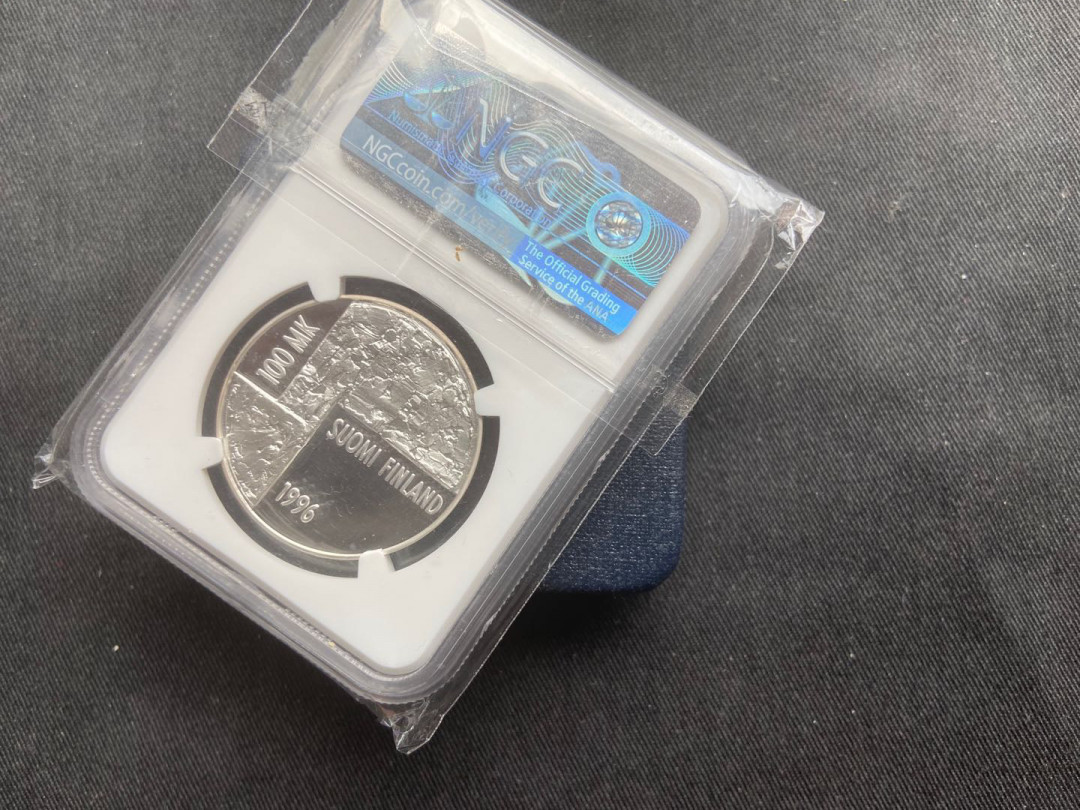 NGC
NGCcoin.com
The Official Grading
Service of the ANA
100 MK
SUOMI FINLAND
1996